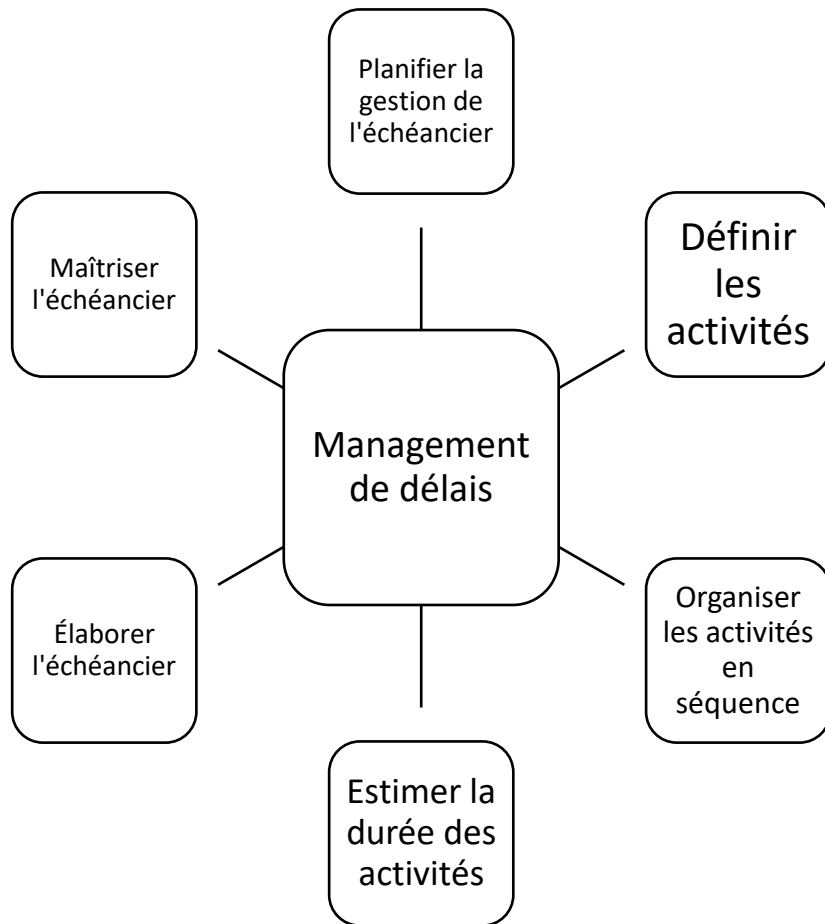 Planifier la
gestion de
l'échéancier
Définir
les
activités
Organiser
les activités
en
séquence
Estimer la
durée des
activités
Élaborer
l'échéancier
Maîtriser
l'échéancier
Management
de délais